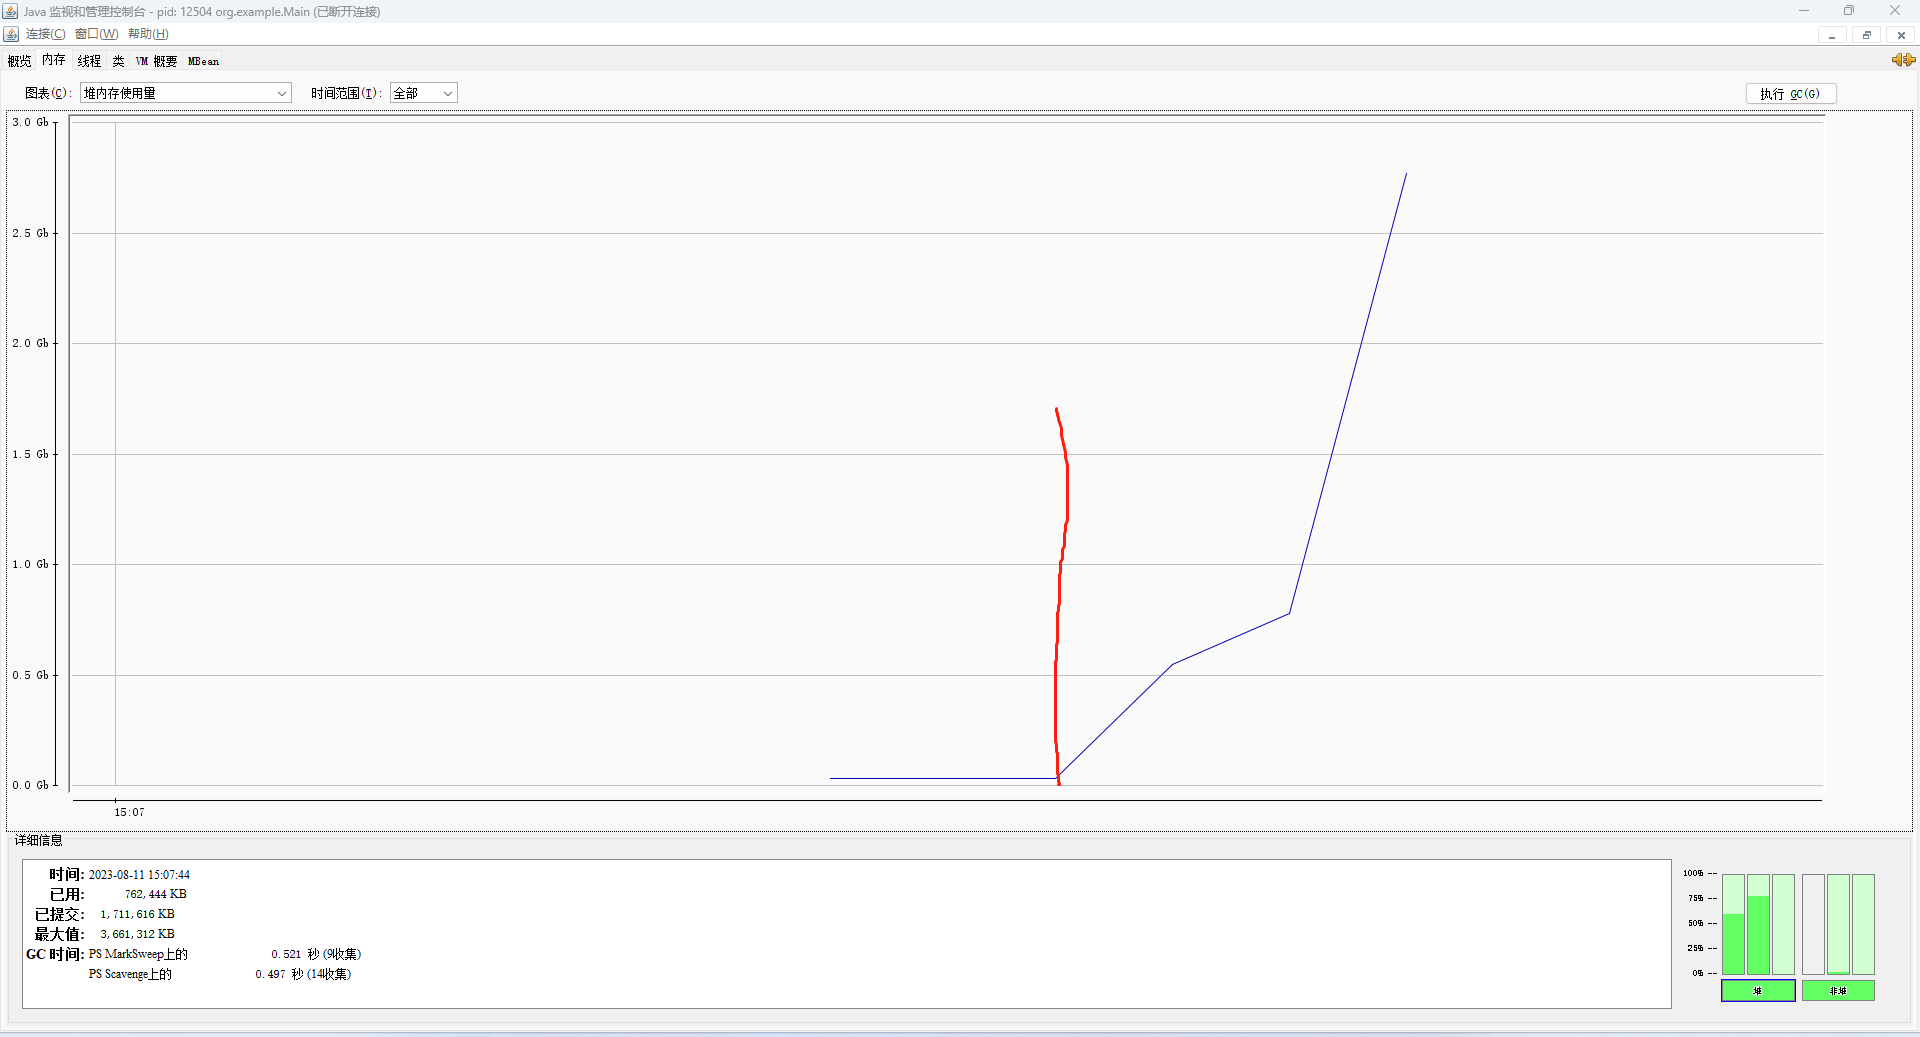 Java 监视和管理控制台 - pid: 12504 org.example.Main (已断开连接)
连接(C) 窗口(W) 帮助(H)
概览 内存 线程 类 VM 概要 MBean
图表(C): 堆内存使用量 时间范围(T): 全部 执行 GC(G)
3.0 Gb
2.5 Gb
2.0 Gb
1.5 Gb
1.0 Gb
0.5 Gb
0.0 Gb
15:07
详细信息
时间: 2023-08-11 15:07:44
已用: 762,444 KB
已提交: 1,711,616 KB
最大值: 3,661,312 KB
GC 时间: PS MarkSweep上的 0.521 秒 (9收集)
PS Scavenge上的 0.497 秒 (14收集)
100% --
75% --
50% --
25% --
0% --
堆 非堆